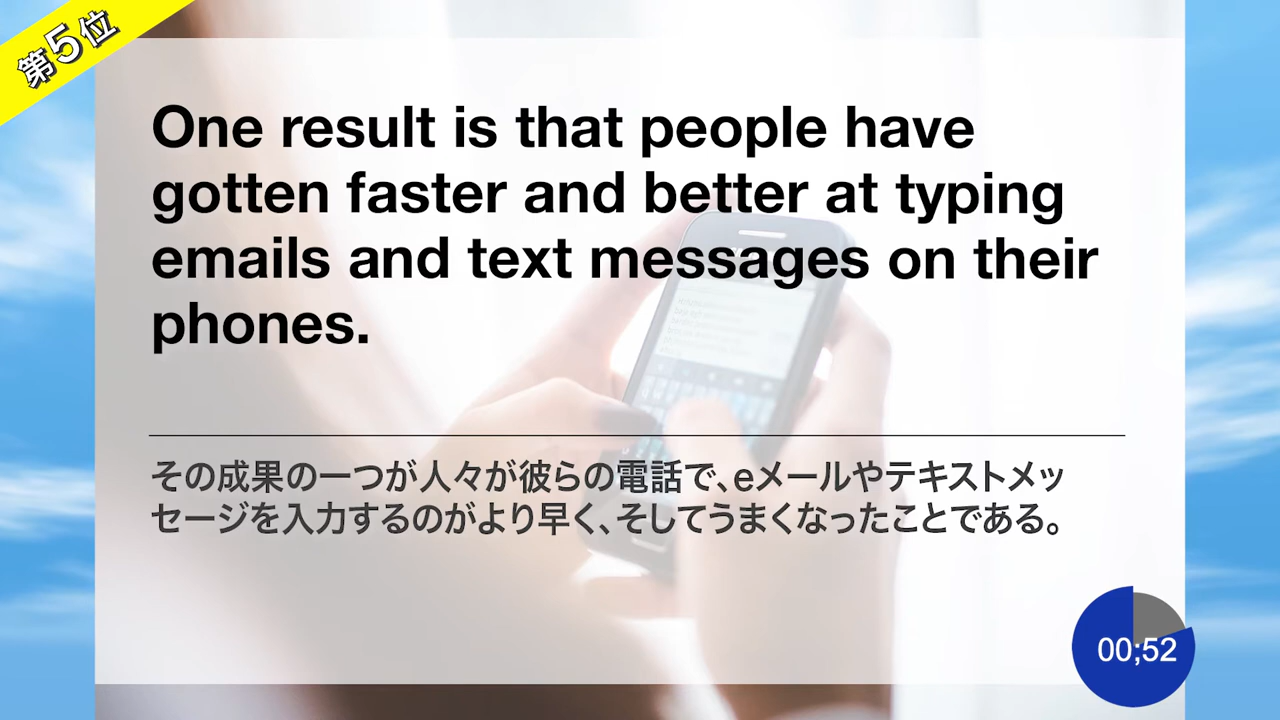 第5位
One result is that people have
gotten faster and better at typing
emails and text messages on their
phones.
その成果の一つが人々が彼らの電話で、eメールやテキストメッ
セージを入力するのがより早く、そしてうまくなったことである。
00;52